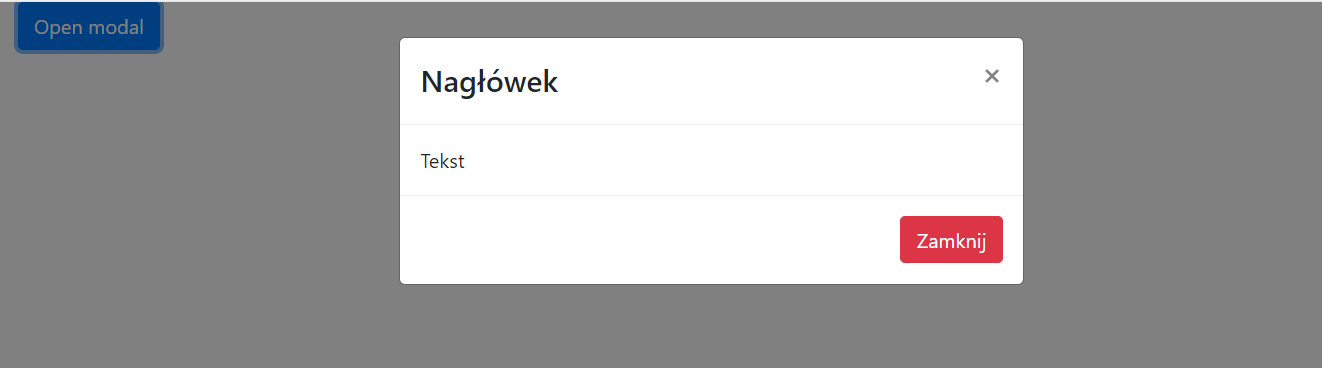 Open modal
Nagłówek
×
Tekst
Zamknij